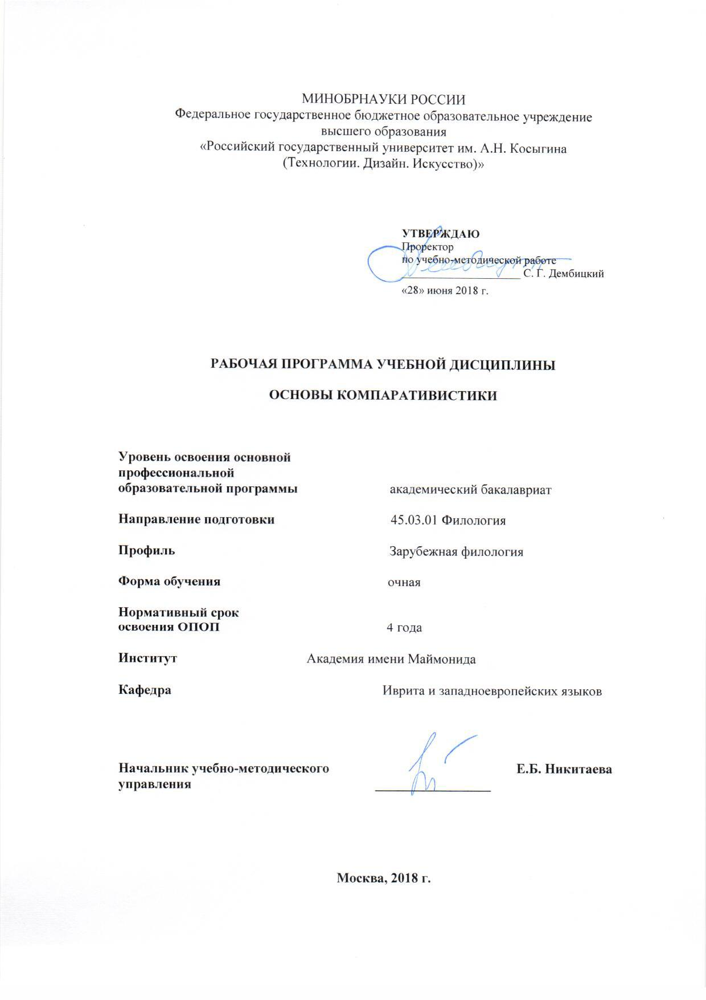 МИНОБРНАУКИ РОССИИ
Федеральное государственное бюджетное образовательное учреждение
высшего образования
«Российский государственный университет им. А.Н. Косыгина
(Технологии. Дизайн. Искусство)»
УТВЕРЖДАЮ
Проректор
по учебно-методической работе
С. Г. Дембицкий
«28» июня 2018 г.
РАБОЧАЯ ПРОГРАММА УЧЕБНОЙ ДИСЦИПЛИНЫ
ОСНОВЫ КОМПАРАТИВИСТИКИ
Уровень освоения основной
профессиональной
образовательной программы академический бакалавриат
Направление подготовки 45.03.01 Филология
Профиль Зарубежная филология
Форма обучения очная
Нормативный срок
освоения ОПОП 4 года
Институт Академия имени Маймонида
Кафедра Иврита и западноевропейских языков
Начальник учебно-методического Е.Б. Никитаева
управления
Москва, 2018 г.